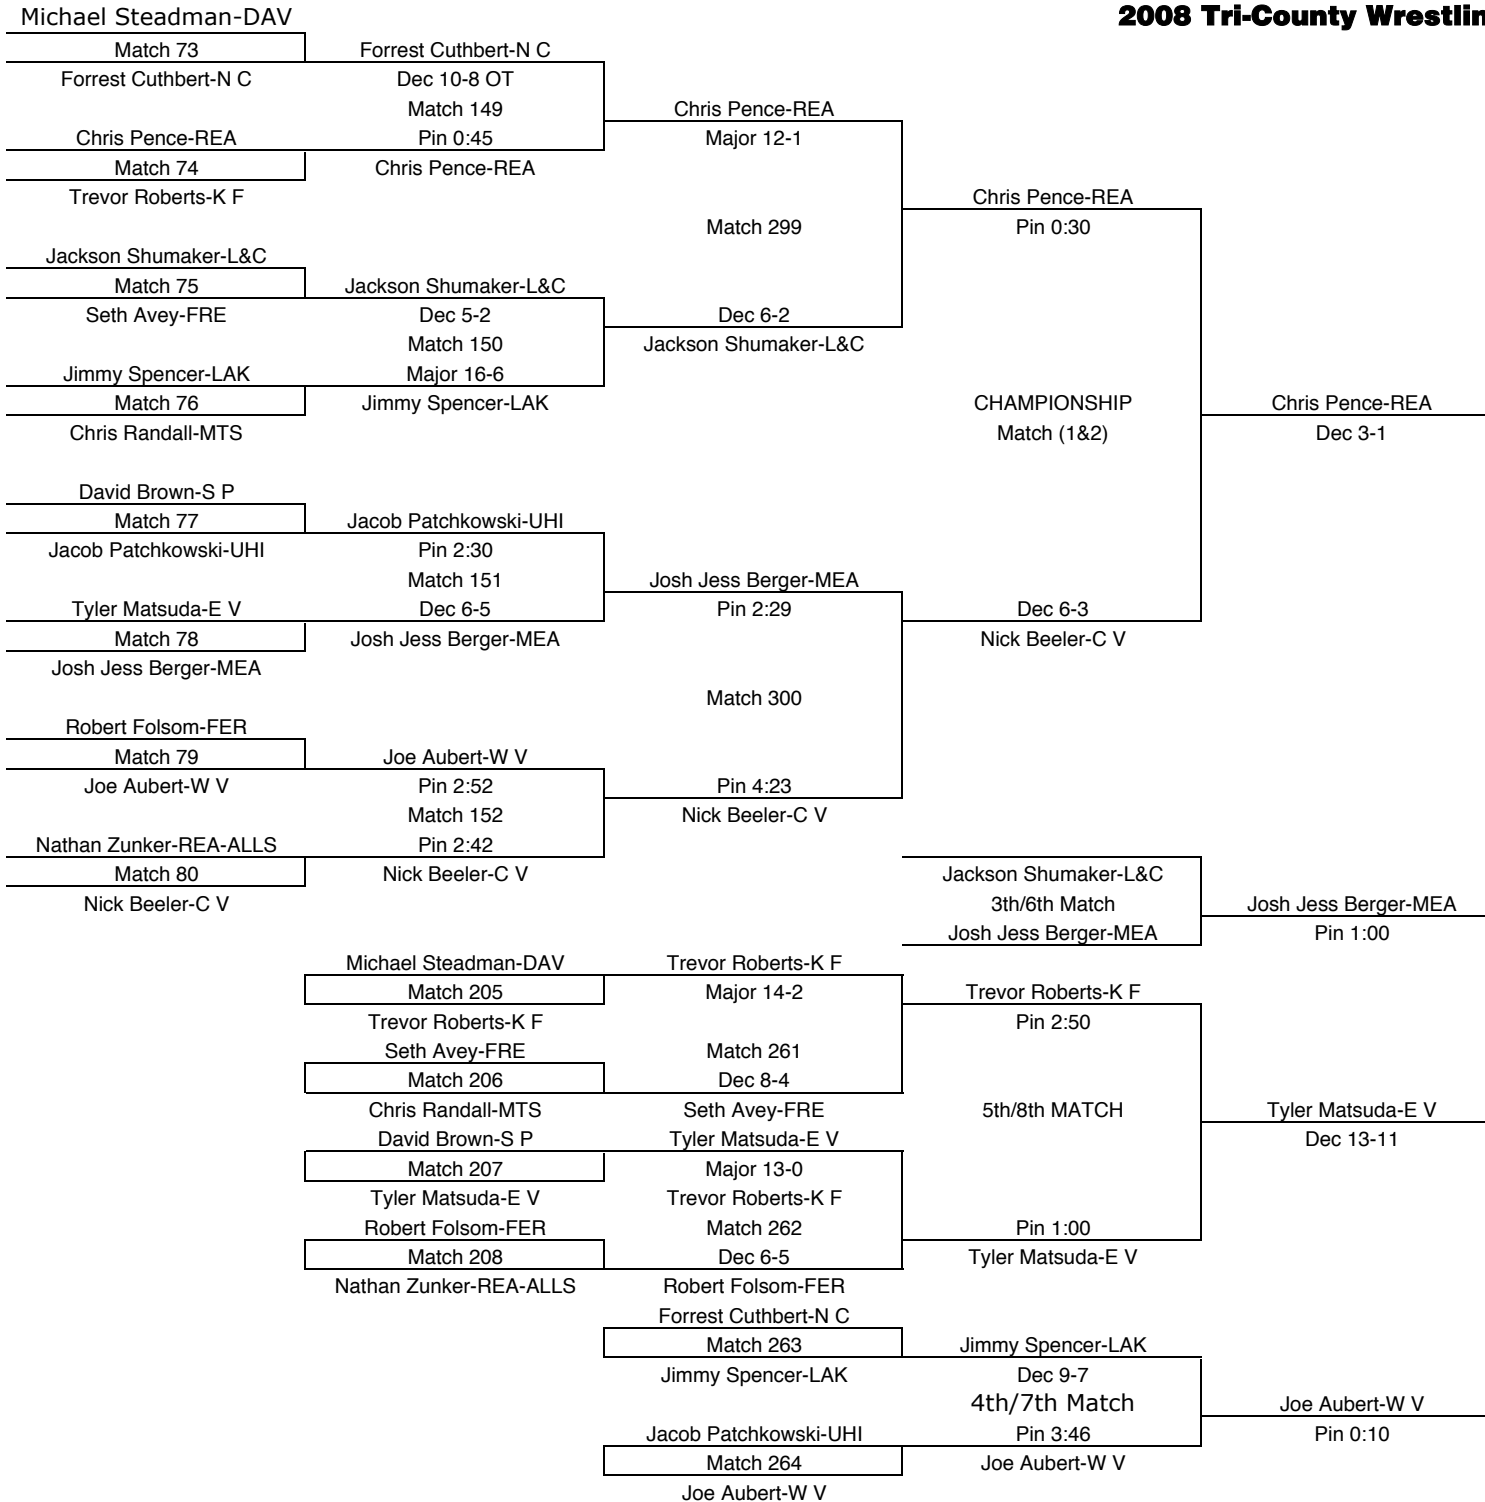 Michael Steadman-DAV
2008 Tri-County Wrestlin
Match 73
Forrest Cuthbert-N C
Forrest Cuthbert-N C
Dec 10-8 OT
Match 149
Chris Pence-REA
Chris Pence-REA
Pin 0:45
Major 12-1
Match 74
Chris Pence-REA
Trevor Roberts-K F
Chris Pence-REA
Match 299
Pin 0:30
Jackson Shumaker-L&C
Match 75
Jackson Shumaker-L&C
Seth Avey-FRE
Dec 5-2
Dec 6-2
Match 150
Jackson Shumaker-L&C
Jimmy Spencer-LAK
Major 16-6
Match 76
Jimmy Spencer-LAK
CHAMPIONSHIP
Chris Pence-REA
Chris Randall-MTS
Match (1&2)
Dec 3-1
David Brown-S P
Match 77
Jacob Patchkowski-UHI
Jacob Patchkowski-UHI
Pin 2:30
Match 151
Josh Jess Berger-MEA
Tyler Matsuda-E V
Dec 6-5
Pin 2:29
Dec 6-3
Match 78
Josh Jess Berger-MEA
Nick Beeler-C V
Josh Jess Berger-MEA
Match 300
Robert Folsom-FER
Match 79
Joe Aubert-W V
Joe Aubert-W V
Pin 2:52
Pin 4:23
Match 152
Nick Beeler-C V
Nathan Zunker-REA-ALLS
Pin 2:42
Match 80
Nick Beeler-C V
Jackson Shumaker-L&C
Nick Beeler-C V
3th/6th Match
Josh Jess Berger-MEA
Josh Jess Berger-MEA
Pin 1:00
Michael Steadman-DAV
Trevor Roberts-K F
Match 205
Major 14-2
Trevor Roberts-K F
Trevor Roberts-K F
Pin 2:50
Seth Avey-FRE
Match 261
Match 206
Dec 8-4
Chris Randall-MTS
Seth Avey-FRE
5th/8th MATCH
Tyler Matsuda-E V
David Brown-S P
Tyler Matsuda-E V
Dec 13-11
Match 207
Major 13-0
Tyler Matsuda-E V
Trevor Roberts-K F
Robert Folsom-FER
Match 262
Pin 1:00
Match 208
Dec 6-5
Tyler Matsuda-E V
Nathan Zunker-REA-ALLS
Robert Folsom-FER
Forrest Cuthbert-N C
Match 263
Jimmy Spencer-LAK
Jimmy Spencer-LAK
Dec 9-7
4th/7th Match
Joe Aubert-W V
Jacob Patchkowski-UHI
Pin 3:46
Pin 0:10
Match 264
Joe Aubert-W V
Joe Aubert-W V